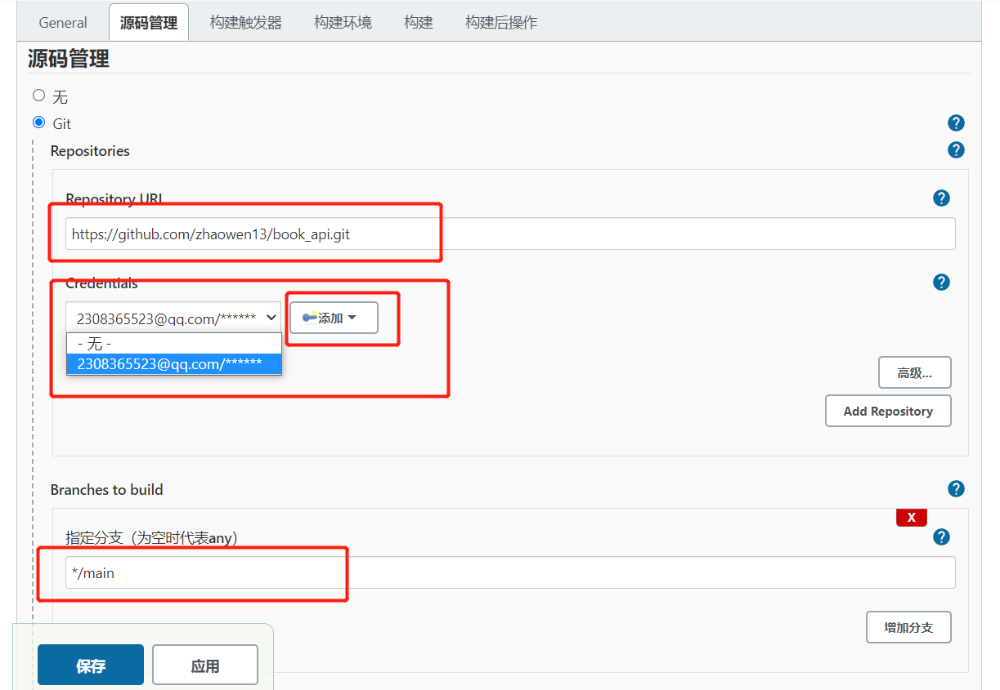 General 源码管理 构建触发器 构建环境 构建 构建后操作
源码管理
无
Git
?
Repositories
?
Repository URL
?
https://github.com/zhaowen13/book_api.git
Credentials
?
2308365523@qq.com/****** 添加
- 无 -
2308365523@qq.com/******
高级...
Add Repository
Branches to build
?
X
指定分支（为空时代表any）
?
*/main
增加分支
保存 应用